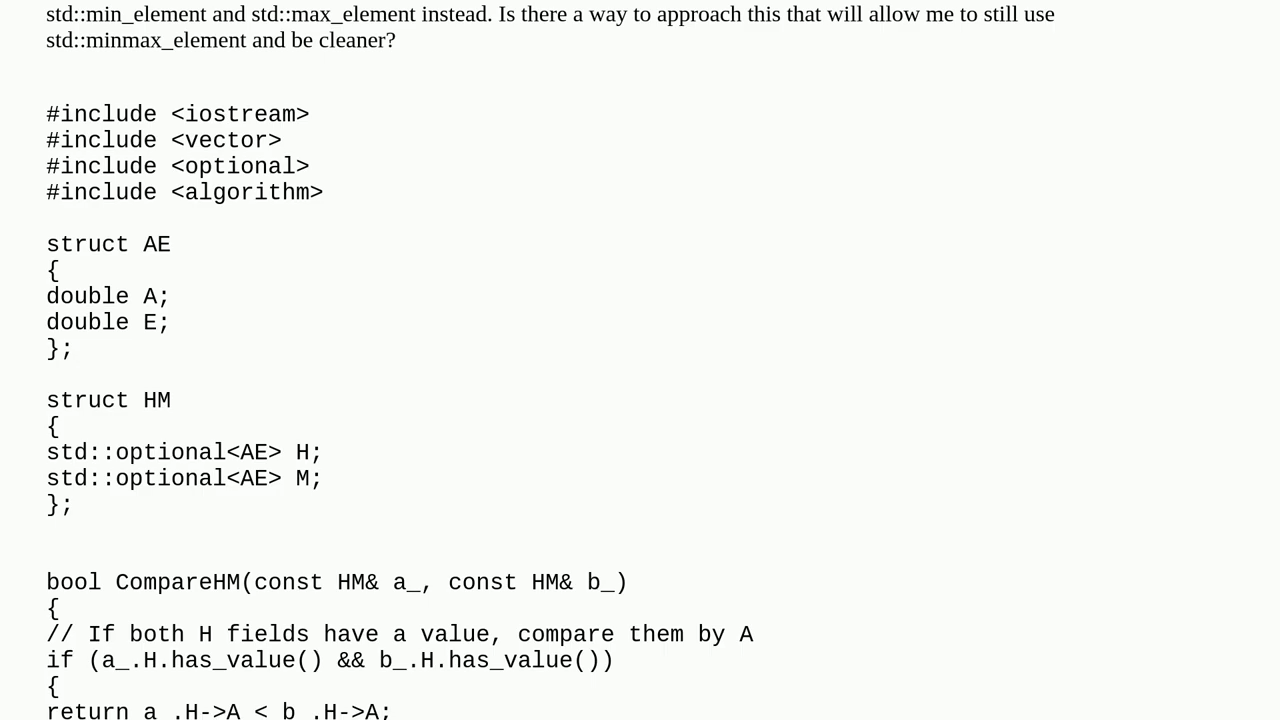 std::min_element and std::max_element instead. Is there a way to approach this that will allow me to still use
std::minmax_element and be cleaner?
#include <iostream>
#include <vector>
#include <optional>
#include <algorithm>
struct AE
{
double A;
double E;
};
struct HM
{
std::optional<AE> H;
std::optional<AE> M;
};
bool CompareHM(const HM& a_, const HM& b_)
{
// If both H fields have a value, compare them by A
if (a_.H.has_value() && b_.H.has_value())
{
return a_.H->A < b_.H->A;